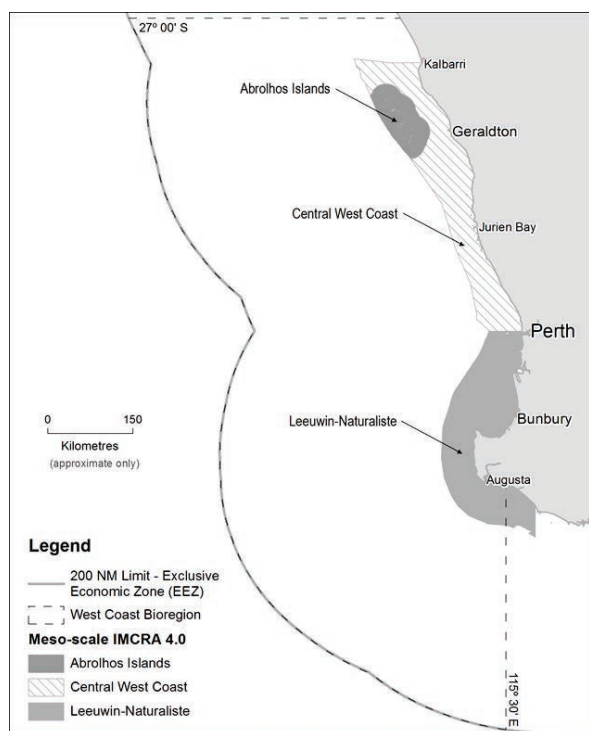 27º 00' S
Kalbarri
Abrolhos Islands
Geraldton
Central West Coast
Jurien Bay
Perth
Leeuwin-Naturaliste
Bunbury
Augusta
0 150
Kilometres
(approximate only)
115º 30' E
Legend
200 NM Limit - Exclusive
Economic Zone (EEZ)
West Coast Bioregion
Meso-scale IMCRA 4.0
Abrolhos Islands
Central West Coast
Leeuwin-Naturaliste